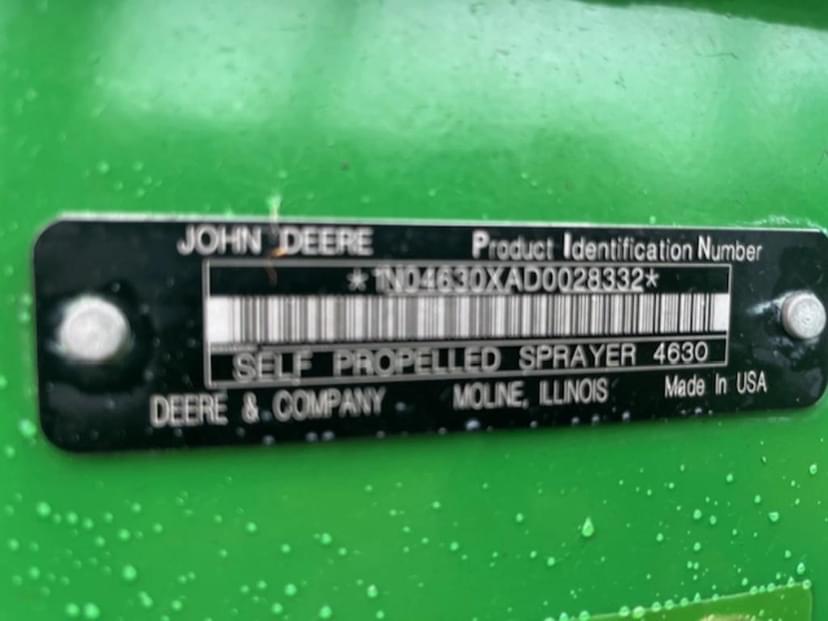 JOHN DEERE Product Identification Number
*1N04630XAD0028332*
SELF PROPELLED SPRAYER 4630
DEERE & COMPANY MOLINE, ILLINOIS Made In USA